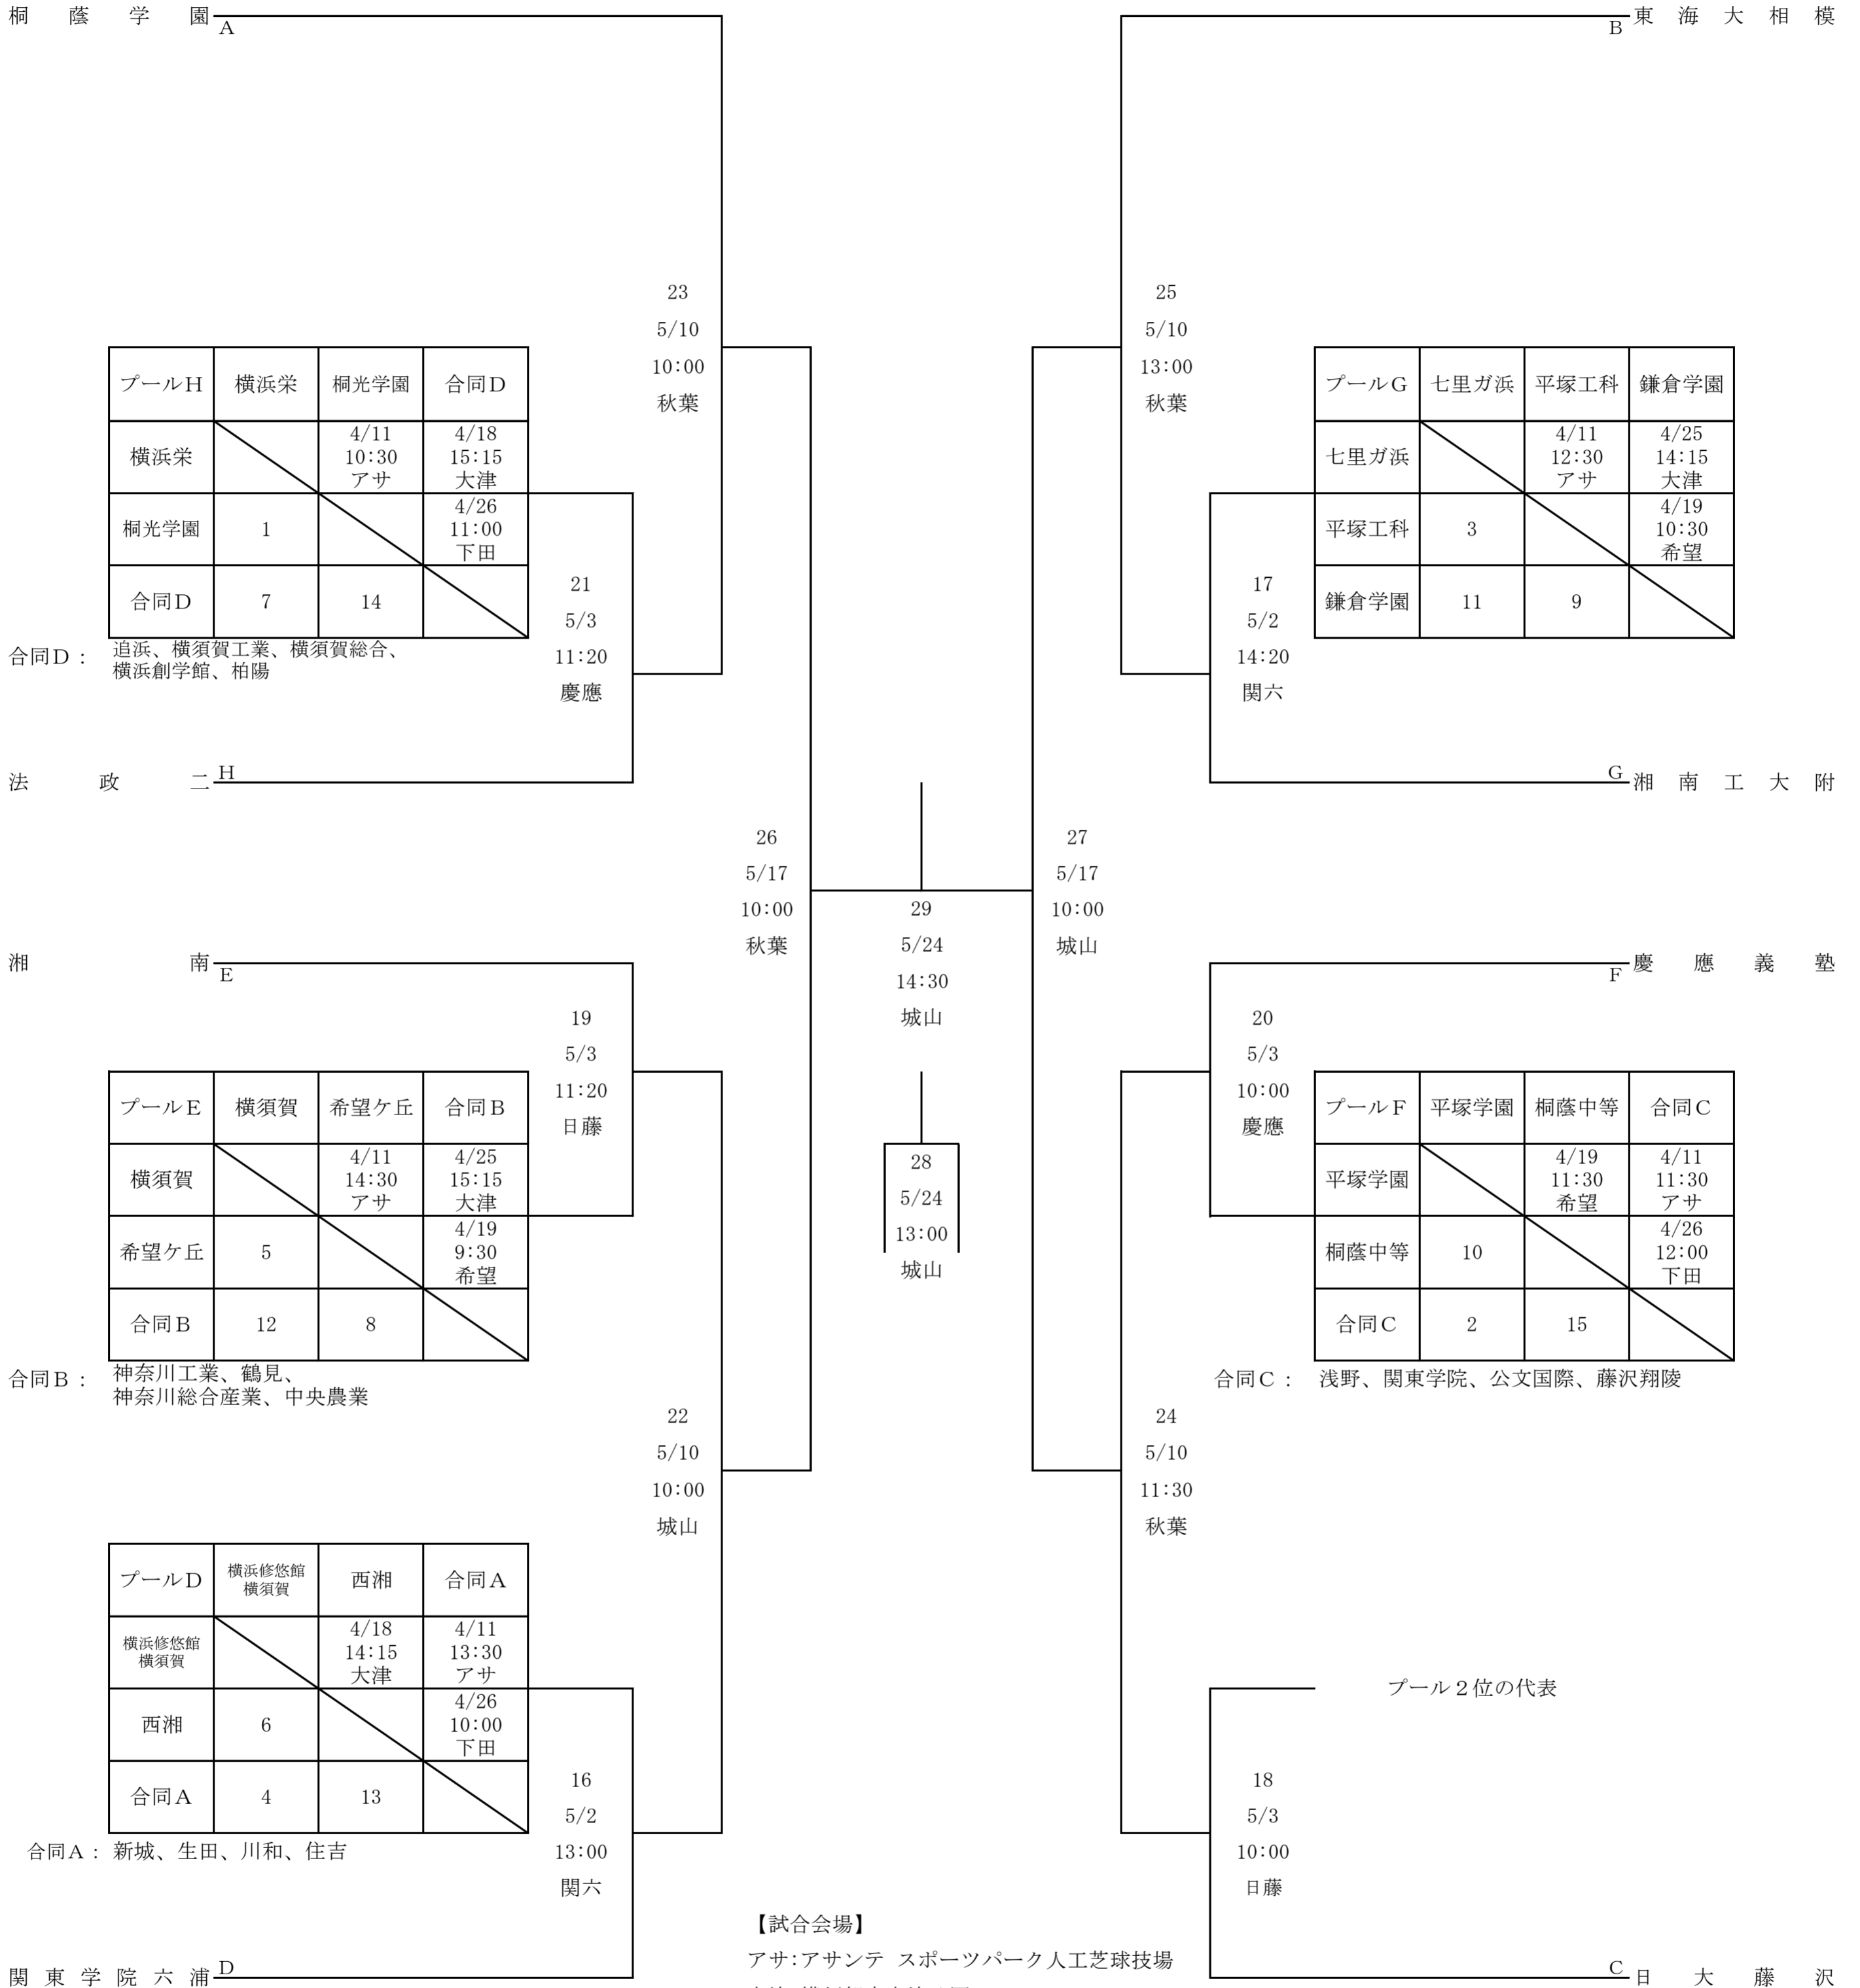 桐蔭学園
A
東海大相模
B
23
5/10
10:00
秋葉
25
5/10
13:00
秋葉
プールH 横浜栄 桐光学園 合同D
横浜栄 4/11 10:30 アサ 4/18 15:15 大津
桐光学園 1 4/26 11:00 下田
合同D 7 14
合同D： 追浜、横須賀工業、横須賀総合、
横浜創学館、柏陽
21
5/3
11:20
慶應
プールG 七里ガ浜 平塚工科 鎌倉学園
七里ガ浜 4/11 12:30 アサ 4/25 14:15 大津
平塚工科 3 4/19 10:30 希望
鎌倉学園 11 9
17
5/2
14:20
関六
法政二
H
湘南工大附
G
26
5/17
10:00
秋葉
27
5/17
10:00
城山
29
5/24
14:30
城山
湘南
E
慶應義塾
F
19
5/3
11:20
日藤
20
5/3
10:00
慶應
プールE 横須賀 希望ケ丘 合同B
横須賀 4/11 14:30 アサ 4/25 15:15 大津
希望ケ丘 5 4/19 9:30 希望
合同B 12 8
合同B： 神奈川工業、鶴見、
神奈川総合産業、中央農業
28
5/24
13:00
城山
プールF 平塚学園 桐蔭中等 合同C
平塚学園 4/19 11:30 希望 4/11 11:30 アサ
桐蔭中等 10 4/26 12:00 下田
合同C 2 15
合同C： 浅野、関東学院、公文国際、藤沢翔陵
22
5/10
10:00
城山
24
5/10
11:30
秋葉
プールD 横浜修悠館 横須賀 西湘 合同A
横浜修悠館 横須賀 4/18 14:15 大津 4/11 13:30 アサ
西湘 6 4/26 10:00 下田
合同A 4 13
合同A： 新城、生田、川和、住吉
16
5/2
13:00
関六
プール２位の代表
18
5/3
10:00
日藤
関東学院六浦
D
日大藤沢
C
【試合会場】
アサ：アサンテ スポーツパーク人工芝球技場